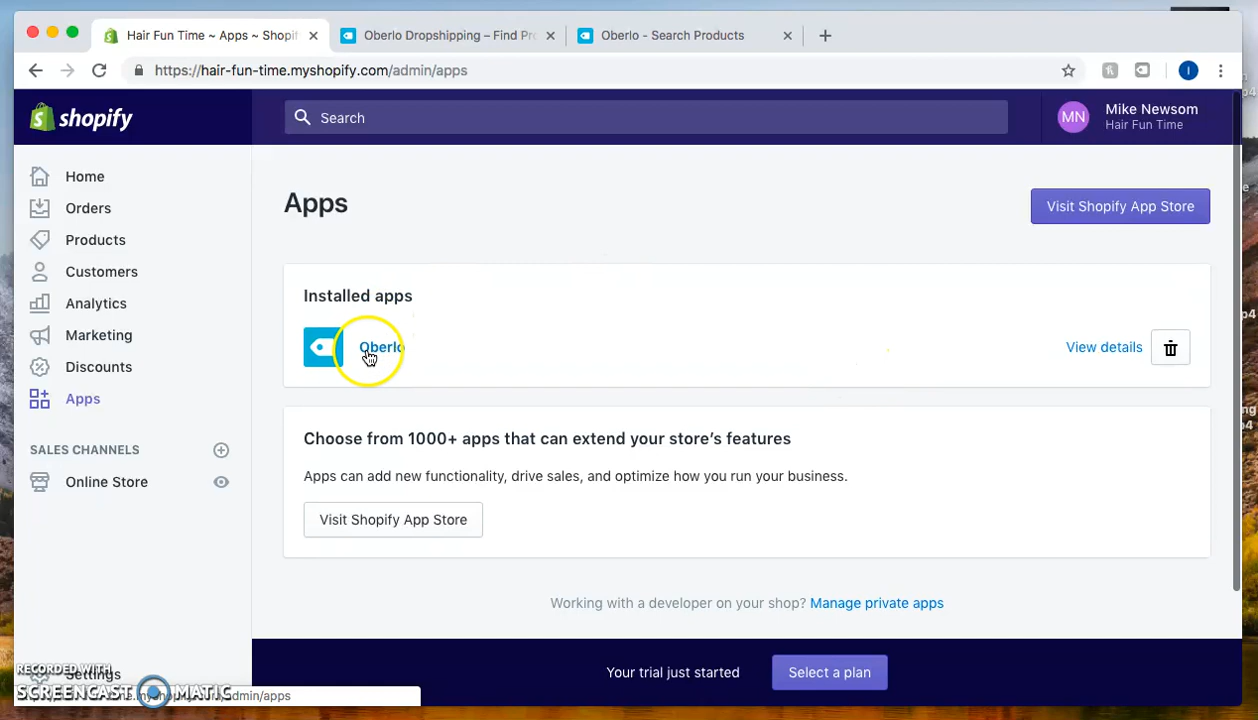 Hair Fun Time ~ Apps ~ Shopif
Oberlo Dropshipping – Find Pro
Oberlo - Search Products
https://hair-fun-time.myshopify.com/admin/apps
shopify
Search
MN
Mike Newsom
Hair Fun Time
Home
Orders
Products
Customers
Analytics
Marketing
Discounts
Apps
SALES CHANNELS
Online Store
Settings
Apps
Visit Shopify App Store
Installed apps
Oberlo
View details
Choose from 1000+ apps that can extend your store's features
Apps can add new functionality, drive sales, and optimize how you run your business.
Visit Shopify App Store
Working with a developer on your shop? Manage private apps
Your trial just started
Select a plan
RECORDED WITH
SCREENCAST MATIC